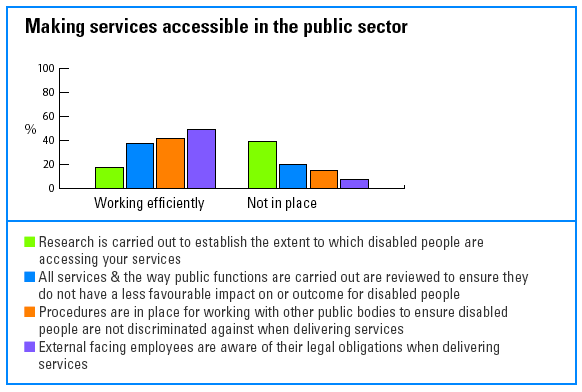 Making services accessible in the public sector
100
80
60
%
40
20
0
Working efficiently
Not in place
Research is carried out to establish the extent to which disabled people are
accessing your services
All services & the way public functions are carried out are reviewed to ensure they
do not have a less favourable impact on or outcome for disabled people
Procedures are in place for working with other public bodies to ensure disabled
people are not discriminated against when delivering services
External facing employees are aware of their legal obligations when delivering
services